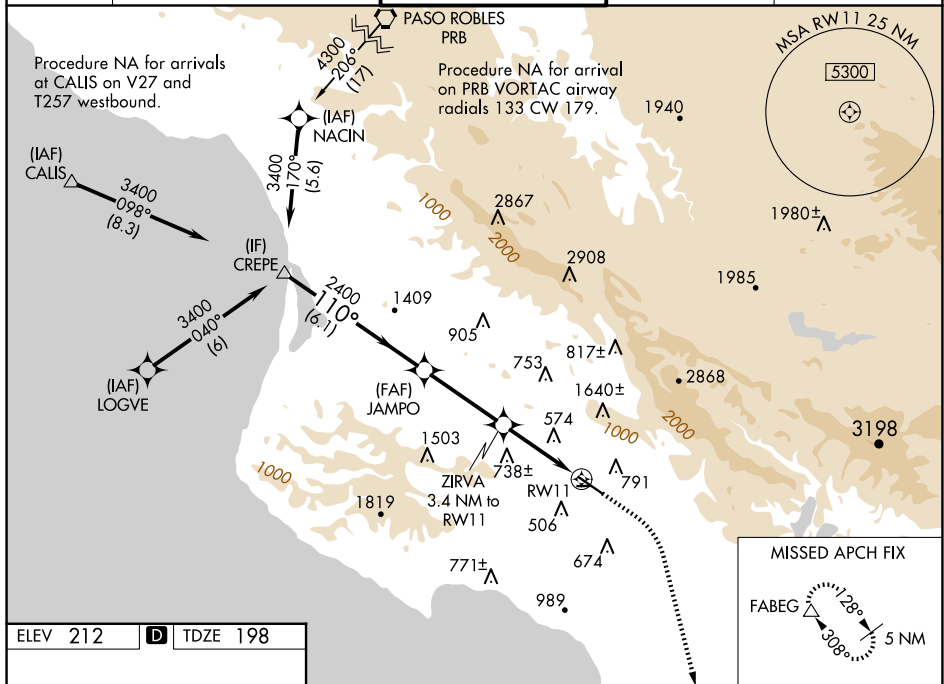 PASO ROBLES
PRB
4300
206°
(17)
MSA RW11 25 NM
5300
Procedure NA for arrivals
at CALIS on V27 and
T257 westbound.
Procedure NA for arrival
on PRB VORTAC airway
radials 133 CW 179.
1940
(IAF)
NACIN
3400
170°
(5.6)
(IAF)
CALIS
3400
098°
(8.3)
1000
2867
2000
1980±
2908
(IF)
CREPE
2400
110°
(6.1)
1409
1985
3400
040°
(6)
905
817±
753
2868
(IAF)
LOGVE
(FAF)
JAMPO
1640±
574
1000
2000
3198
1503
738±
791
1000
ZIRVA
3.4 NM to
RW11
RW11
1819
506
674
771±
989
MISSED APCH FIX
FABEG
128°
308°
5 NM
ELEV 212 D TDZE 198